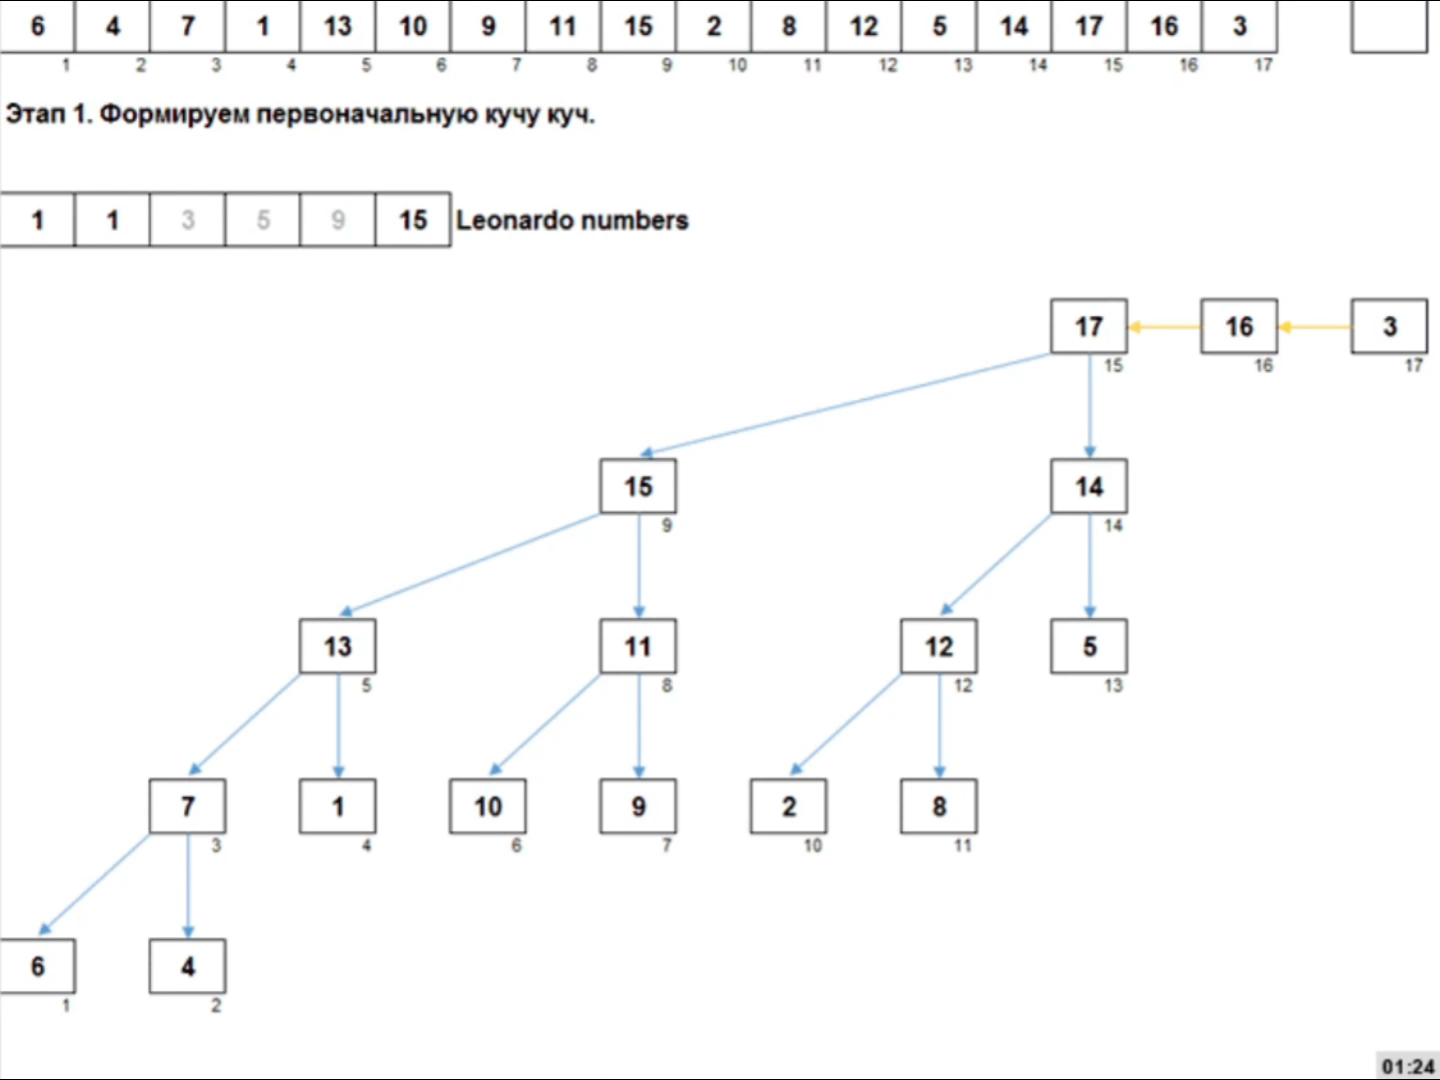 6 4 7 1 13 10 9 11 15 2 8 12 5 14 17 16 3
1 2 3 4 5 6 7 8 9 10 11 12 13 14 15 16 17
Этап 1. Формируем первоначальную кучу куч.
1 1 3 5 9 15 Leonardo numbers
17 16 3
15 16 17
15 14
9 14
13 11 12 5
5 8 12 13
7 1 10 9 2 8
3 4 6 7 10 11
6 4
1 2
01:24